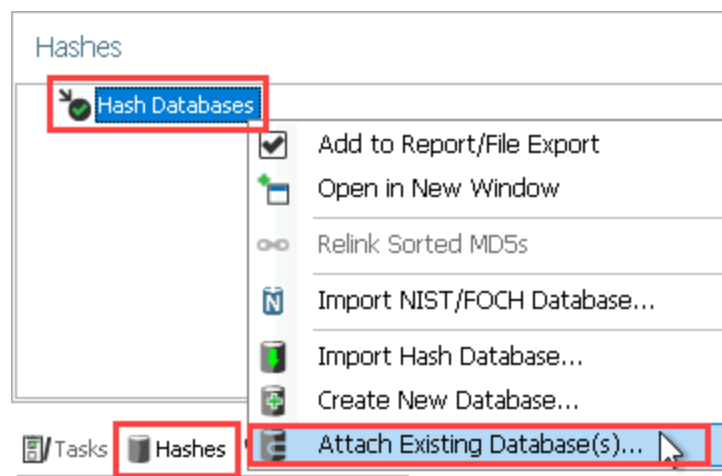 Hashes
Hash Databases
Add to Report/File Export
Open in New Window
Relink Sorted MD5s
N Import NIST/FOCH Database...
Import Hash Database...
Create New Database...
Attach Existing Database(s)...
Tasks Hashes